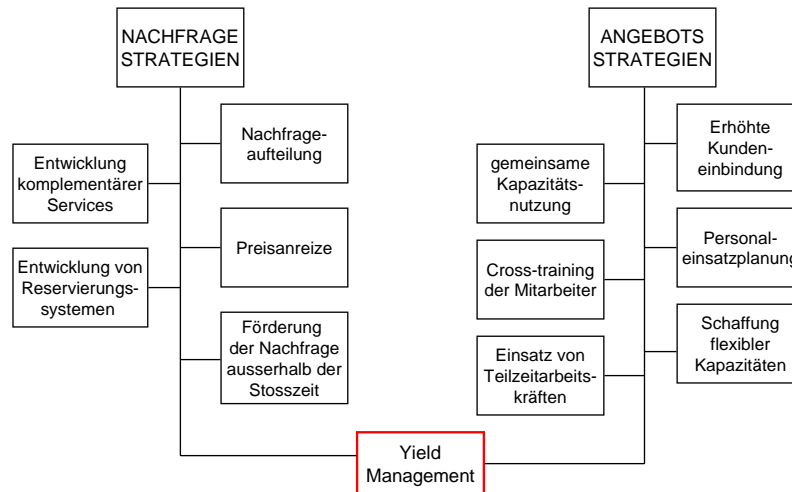 NACHFRAGE
STRATEGIEN
Nachfrage-
aufteilung
Entwicklung
komplementärer
Services
Preisanreize
Entwicklung von
Reservierungs-
systemen
Förderung
der Nachfrage
ausserhalb der
Stosszeit
ANGEBOTS
STRATEGIEN
Erhöhte
Kunden-
einbindung
gemeinsame
Kapazitäts-
nutzung
Personal-
einsatzplanung
Cross-training
der Mitarbeiter
Schaffung
flexibler
Kapazitäten
Einsatz von
Teilzeitarbeits-
kräften
Yield
Management